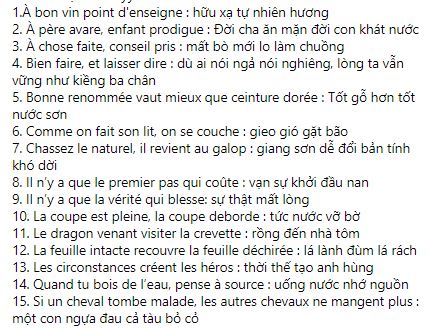 1.À bon vin point d'enseigne : hữu xạ tự nhiên hương
2. À père avare, enfant prodigue : Đời cha ăn mặn đời con khát nước
3. À chose faite, conseil pris : mất bò mới lo làm chuồng
4. Bien faire, et laisser dire : dù ai nói ngả nói nghiêng, lòng ta vẫn
vững như kiềng ba chân
5. Bonne renommée vaut mieux que ceinture dorée : Tốt gỗ hơn tốt
nước sơn
6. Comme on fait son lit, on se couche : gieo gió gặt bão
7. Chassez le naturel, il revient au galop : giang sơn dễ đổi bản tính
khó dời
8. Il n'y a que le premier pas qui coûte : vạn sự khởi đầu nan
9. Il n'y a que la vérité qui blesse: sự thật mất lòng
10. La coupe est pleine, la coupe deborde : tức nước vỡ bờ
11. Le dragon venant visiter la crevette : rồng đến nhà tôm
12. La feuille intacte recouvre la feuille déchirée : lá lành đùm lá rách
13. Les circonstances créent les héros : thời thế tạo anh hùng
14. Quand tu bois de l'eau, pense à source : uống nước nhớ nguồn
15. Si un cheval tombe malade, les autres chevaux ne mangent plus :
một con ngựa đau cả tàu bỏ cỏ